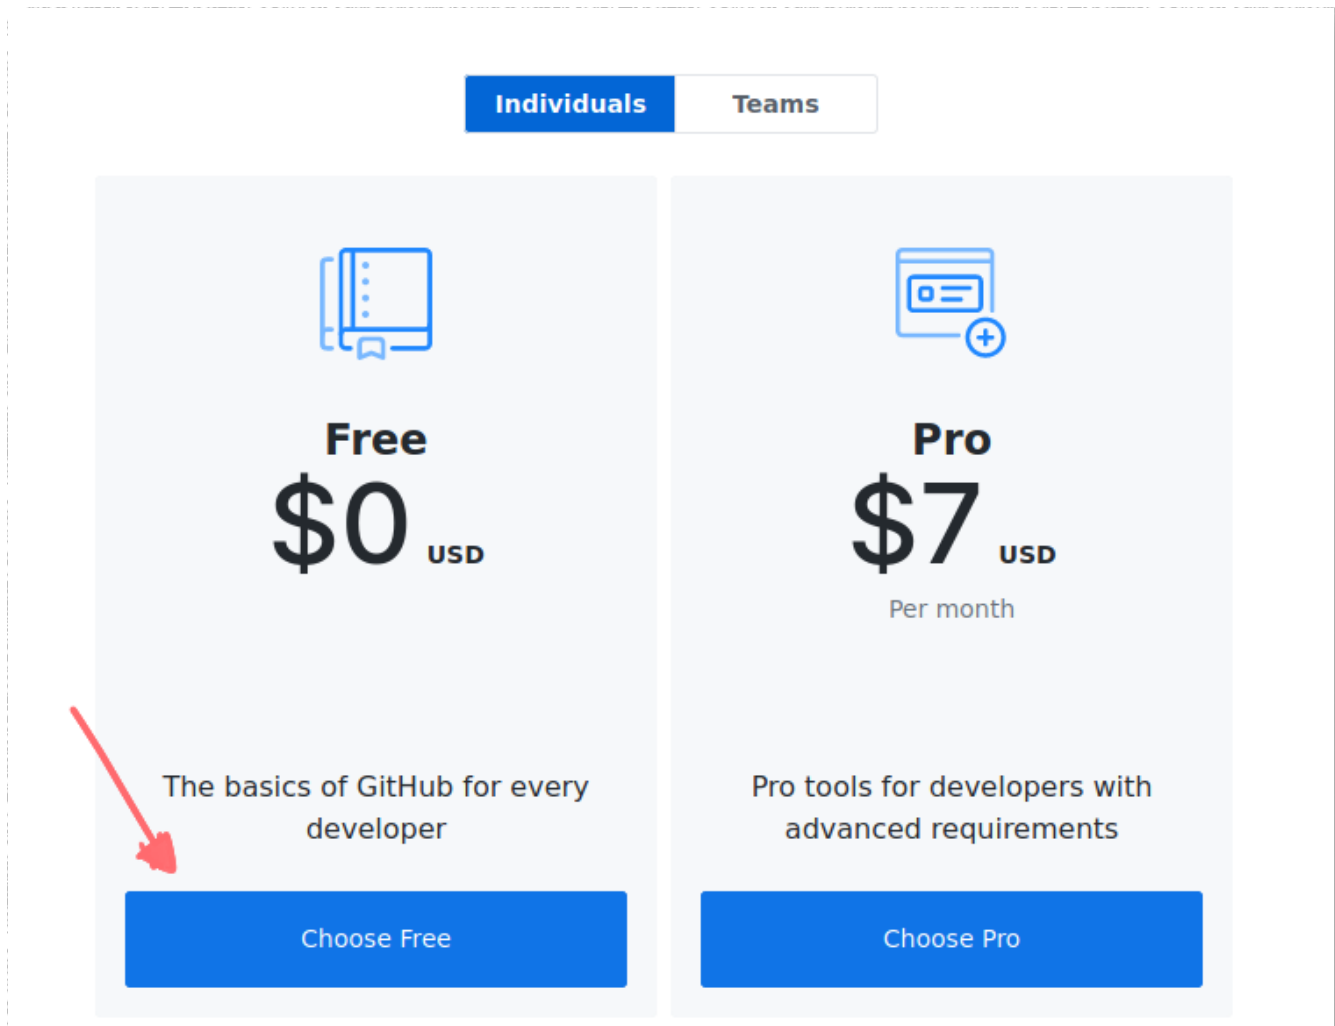 Individuals
Teams
Free
$0 USD
The basics of GitHub for every
developer
Choose Free
Pro
$7 USD
Per month
Pro tools for developers with
advanced requirements
Choose Pro